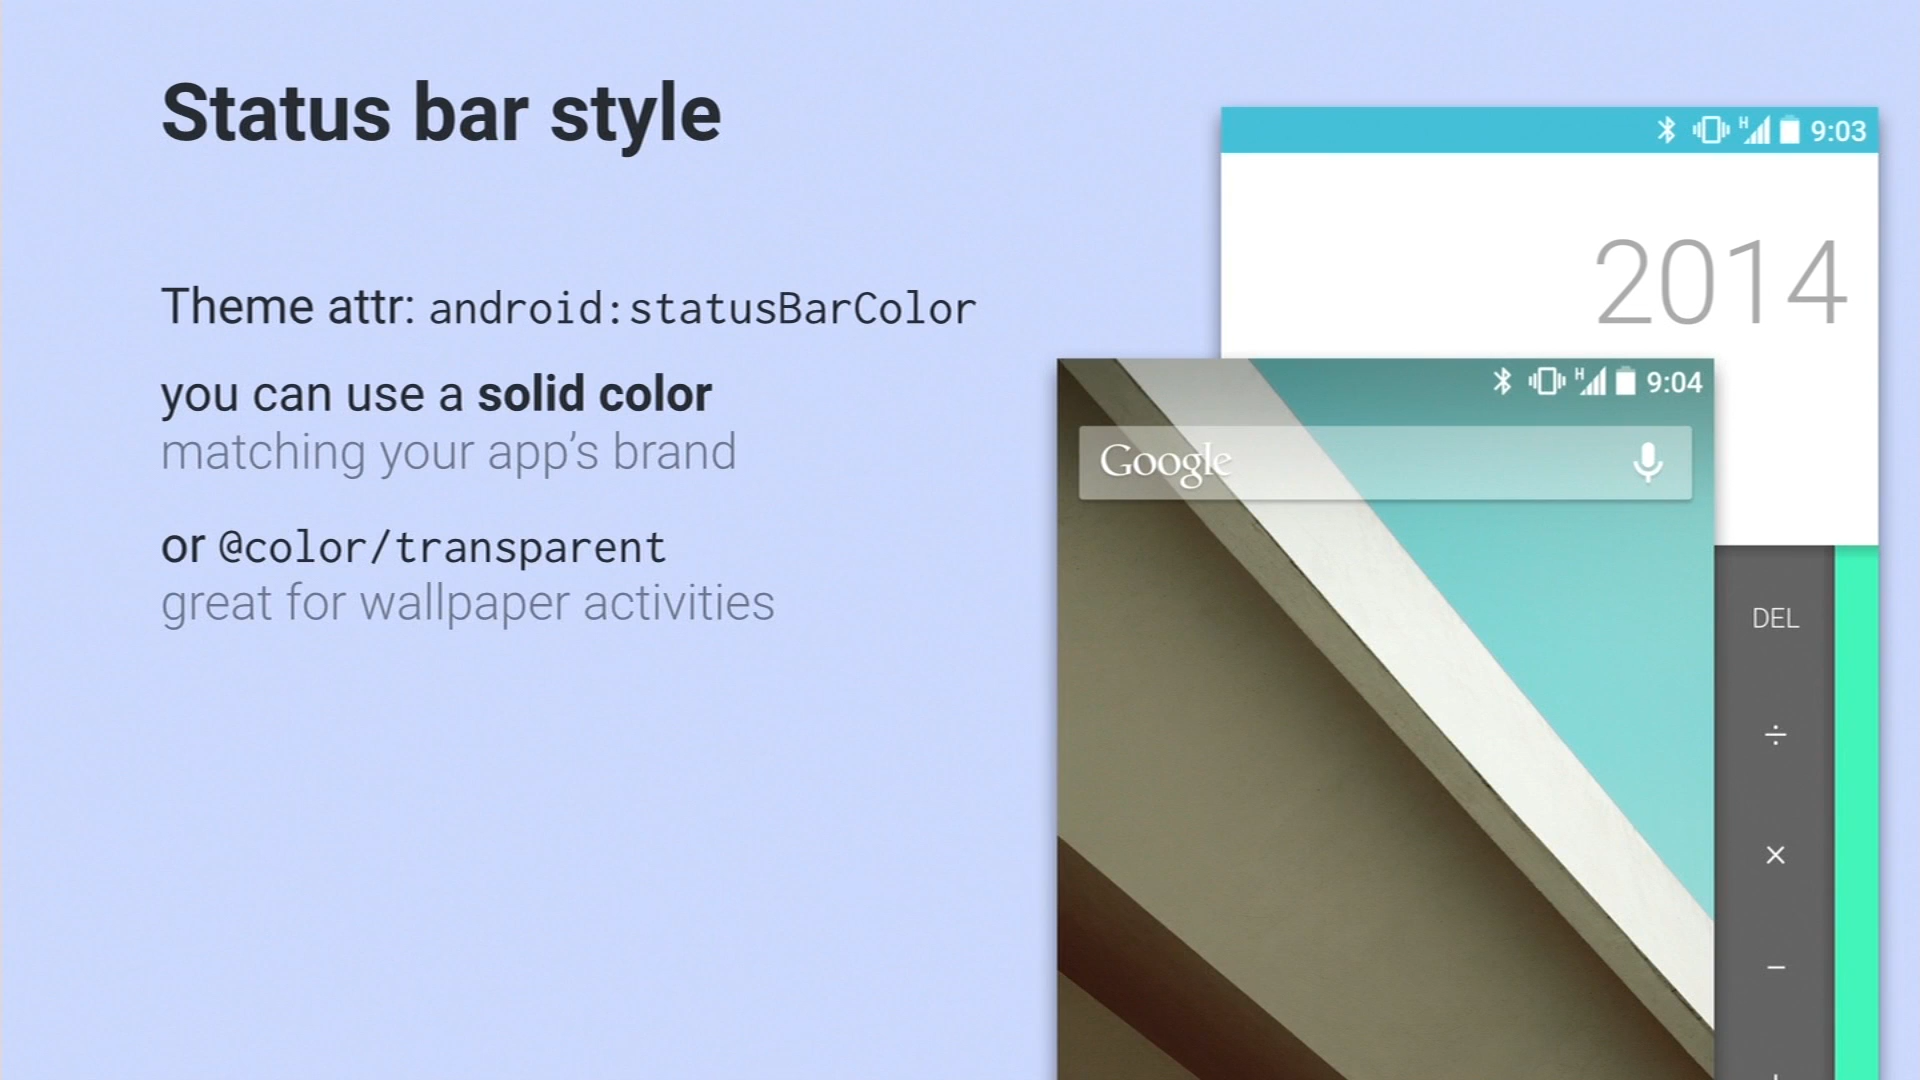 Status bar style
Theme attr: android:statusBarColor
you can use a solid color
matching your app’s brand
or @color/transparent
great for wallpaper activities
H 9:03
2014
H 9:04
Google
DEL
÷
×
−